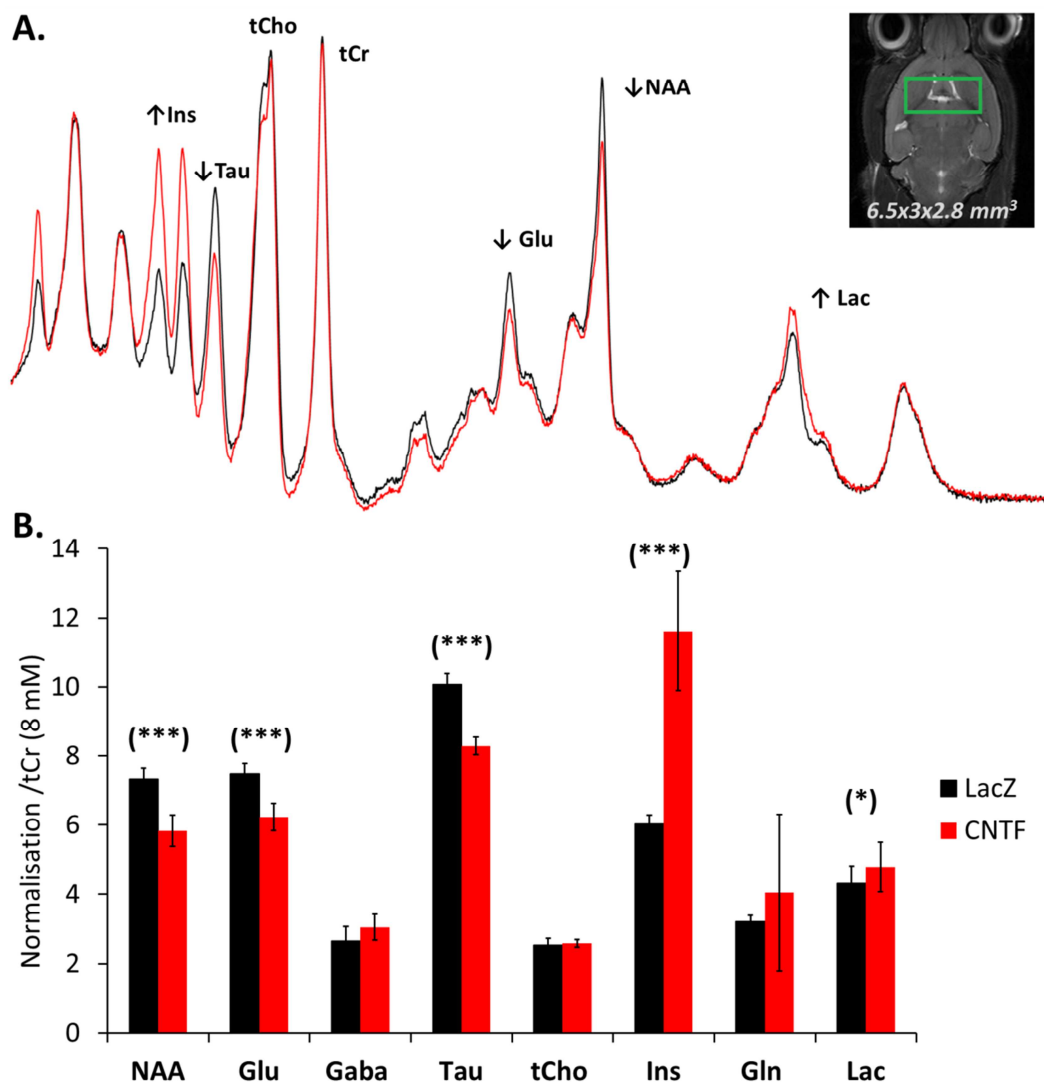 A.
tCho
tCr
↑Ins
↓Tau
↓NAA
↓ Glu
↑ Lac
6.5x3x2.8 mm³
B.
Normalisation /tCr (8 mM)
14
12
10
8
6
4
2
0
(***)
(***)
(***)
(***)
(*)
LacZ
CNTF
NAA Glu Gaba Tau tCho Ins Gln Lac